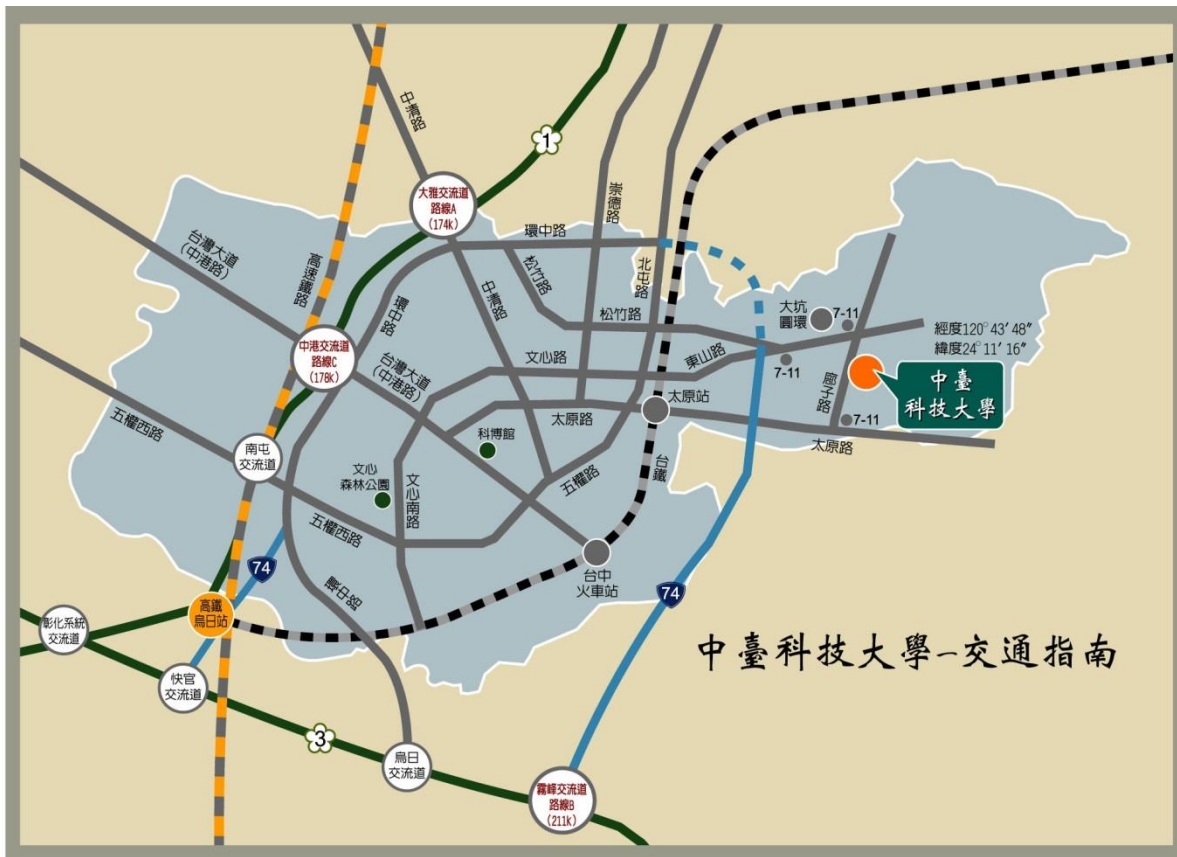 中清路
1
大雅交流道
路線A
(174k)
崇德路
環中路
台灣大道
(中港路)
高速鐵路
松竹路
北屯路
環中路
中清路
大坑
圓環
7-11
松竹路
經度120°43′48″
緯度24°11′16″
中港交流道
路線C
(178K)
台灣大道
(中港路)
文心路
東山路
7-11
廍子路
中臺
科技大學
太原站
五權西路
太原路
7-11
太原路
科博館
南屯
交流道
文心
森林公園
文心南路
五權路
台鐵
五權西路
74
台中
火車站
環中路
74
高鐵
烏日站
彰化系統
交流道
中臺科技大學-交通指南
快官
交流道
3
烏日
交流道
霧峰交流道
路線B
(211k)